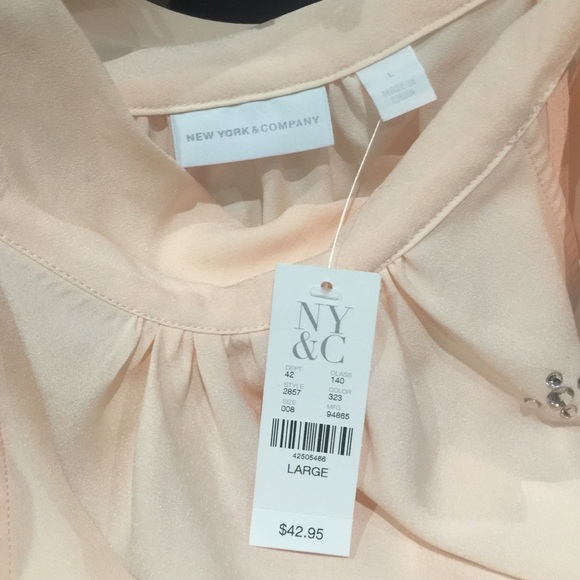 NEW YORK & COMPANY
L
MADE IN
CHINA
NY
&C
DEPT CLASS
42 140
STYLE COLOR
2857 323
SIZE MFG
008 94865
42505466
LARGE
$42.95